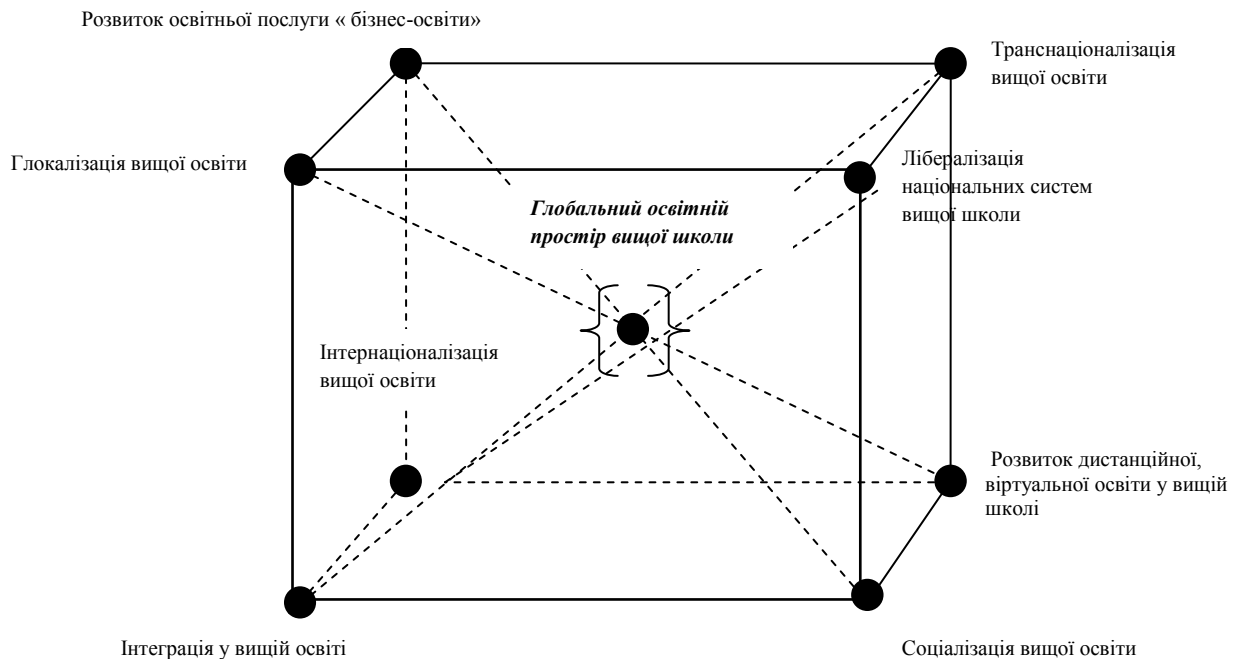 Розвиток освітньої послуги « бізнес-освіти»
Транснаціоналізація
вищої освіти
Глокалізація вищої освіти
Лібералізація
національних систем
вищої школи
Глобальний освітній
простір вищої школи
Інтернаціоналізація
вищої освіти
Розвиток дистанційної,
віртуальної освіти у вищій
школі
Інтеграція у вищій освіті
Соціалізація вищої освіти